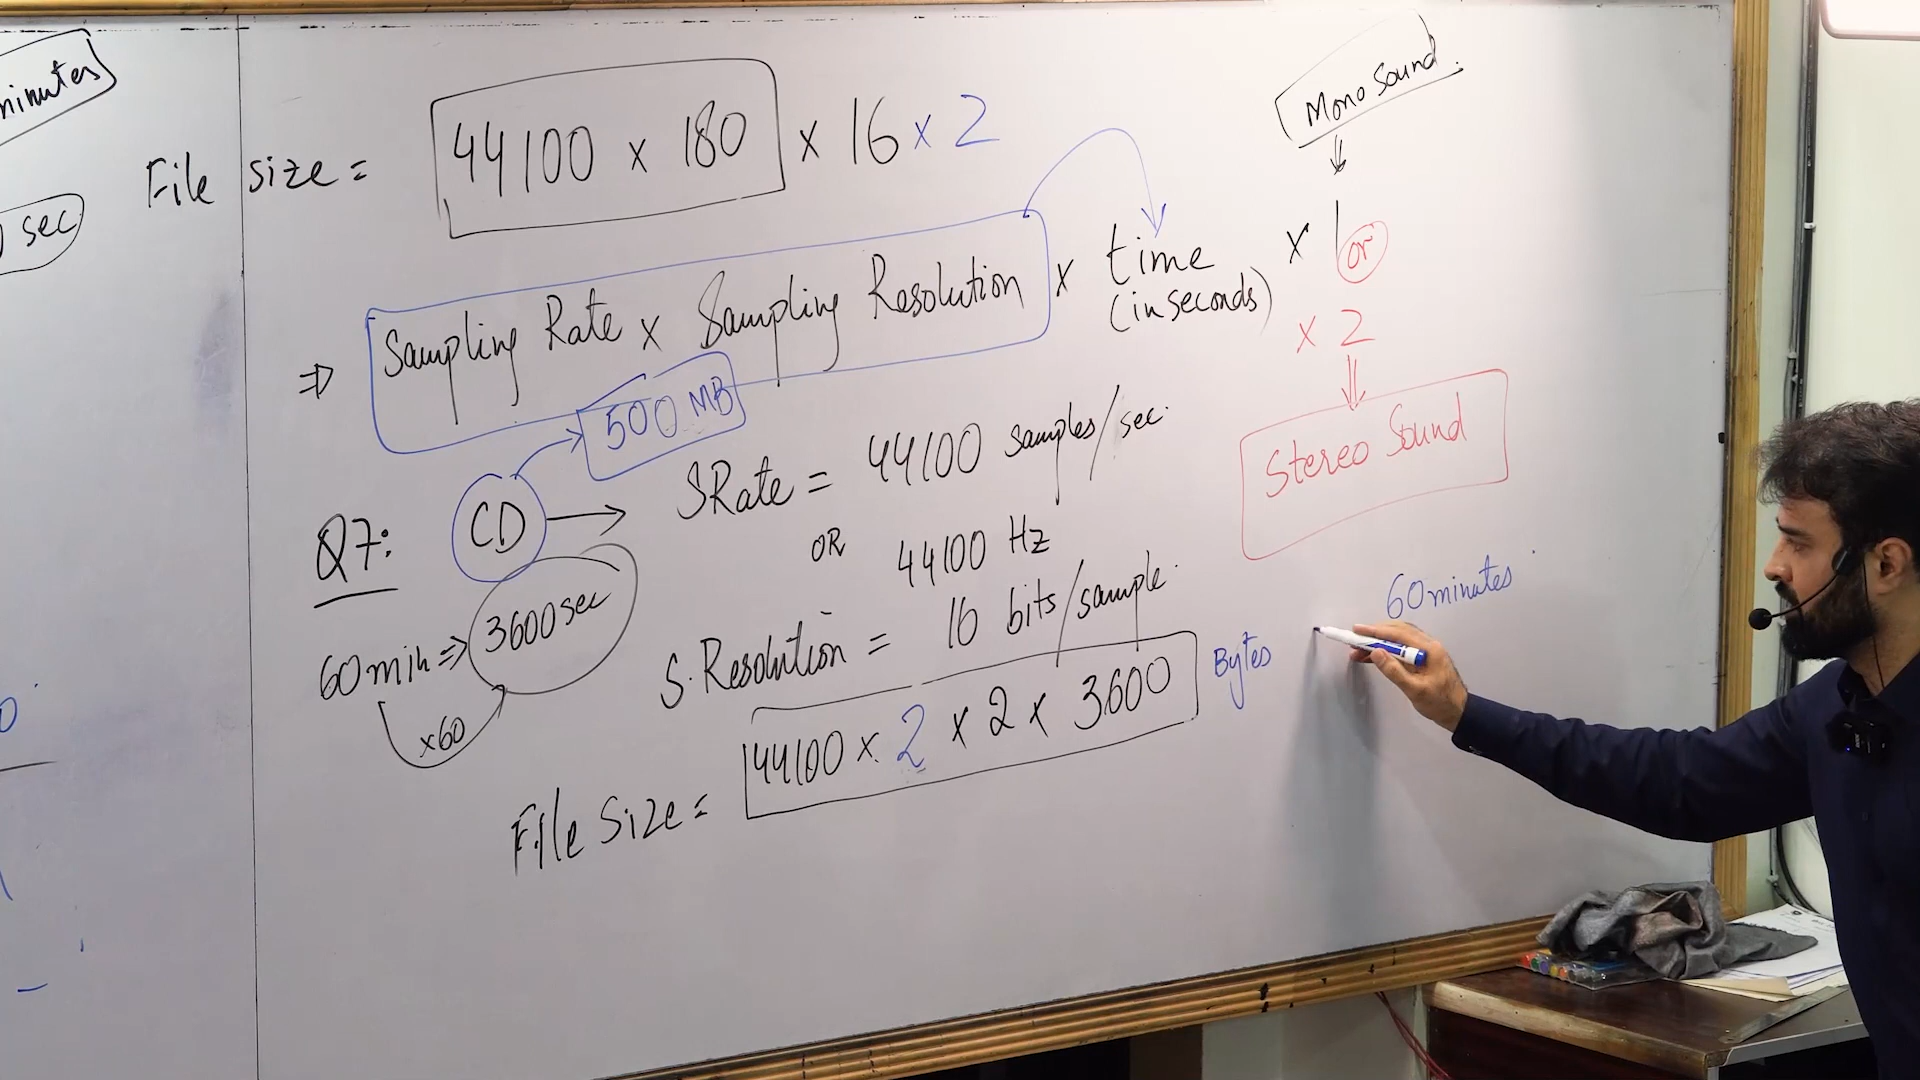 minutes
sec
File size = 44100 x 180 x 16 x 2
Mono Sound
⇒ Sampling Rate x Sampling Resolution x time x 1 or
(in seconds)
x 2
Stereo Sound
500 MB
Q7: CD → SRate = 44100 samples/sec.
OR 44100 Hz
60 min ⇒ 3600 sec
x60
S. Resolution = 16 bits/sample.
60 minutes
File Size = 44100 x 2 x 2 x 3600 Bytes